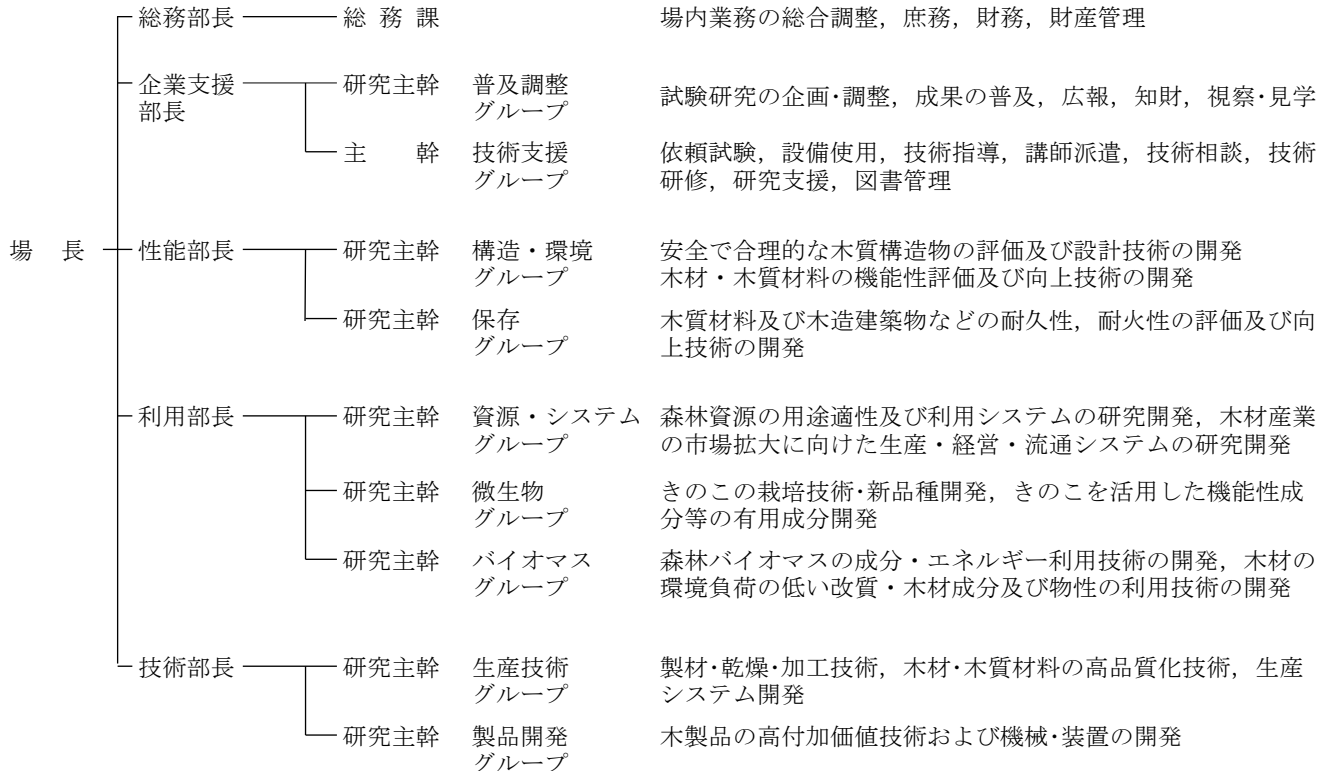 総務部長 総 務 課 場内業務の総合調整，庶務，財務，財産管理
企業支援 研究主幹 普及調整 試験研究の企画・調整，成果の普及，広報，知財，視察・見学
部長 グループ
主 幹 技術支援 依頼試験，設備使用，技術指導，講師派遣，技術相談，技術
グループ 研修，研究支援，図書管理
場 長 性能部長 研究主幹 構造・環境 安全で合理的な木質構造物の評価及び設計技術の開発
グループ 木材・木質材料の機能性評価及び向上技術の開発
研究主幹 保存 木質材料及び木造建築物などの耐久性，耐火性の評価及び向
グループ 上技術の開発
利用部長 研究主幹 資源・システム 森林資源の用途適性及び利用システムの研究開発，木材産業
グループ の市場拡大に向けた生産・経営・流通システムの研究開発
研究主幹 微生物 きのこの栽培技術・新品種開発，きのこを活用した機能性成
グループ 分等の有用成分開発
研究主幹 バイオマス 森林バイオマスの成分・エネルギー利用技術の開発，木材の
グループ 環境負荷の低い改質・木材成分及び物性の利用技術の開発
技術部長 研究主幹 生産技術 製材・乾燥・加工技術，木材・木質材料の高品質化技術，生産
グループ システム開発
研究主幹 製品開発 木製品の高付加価値技術および機械・装置の開発
グループ